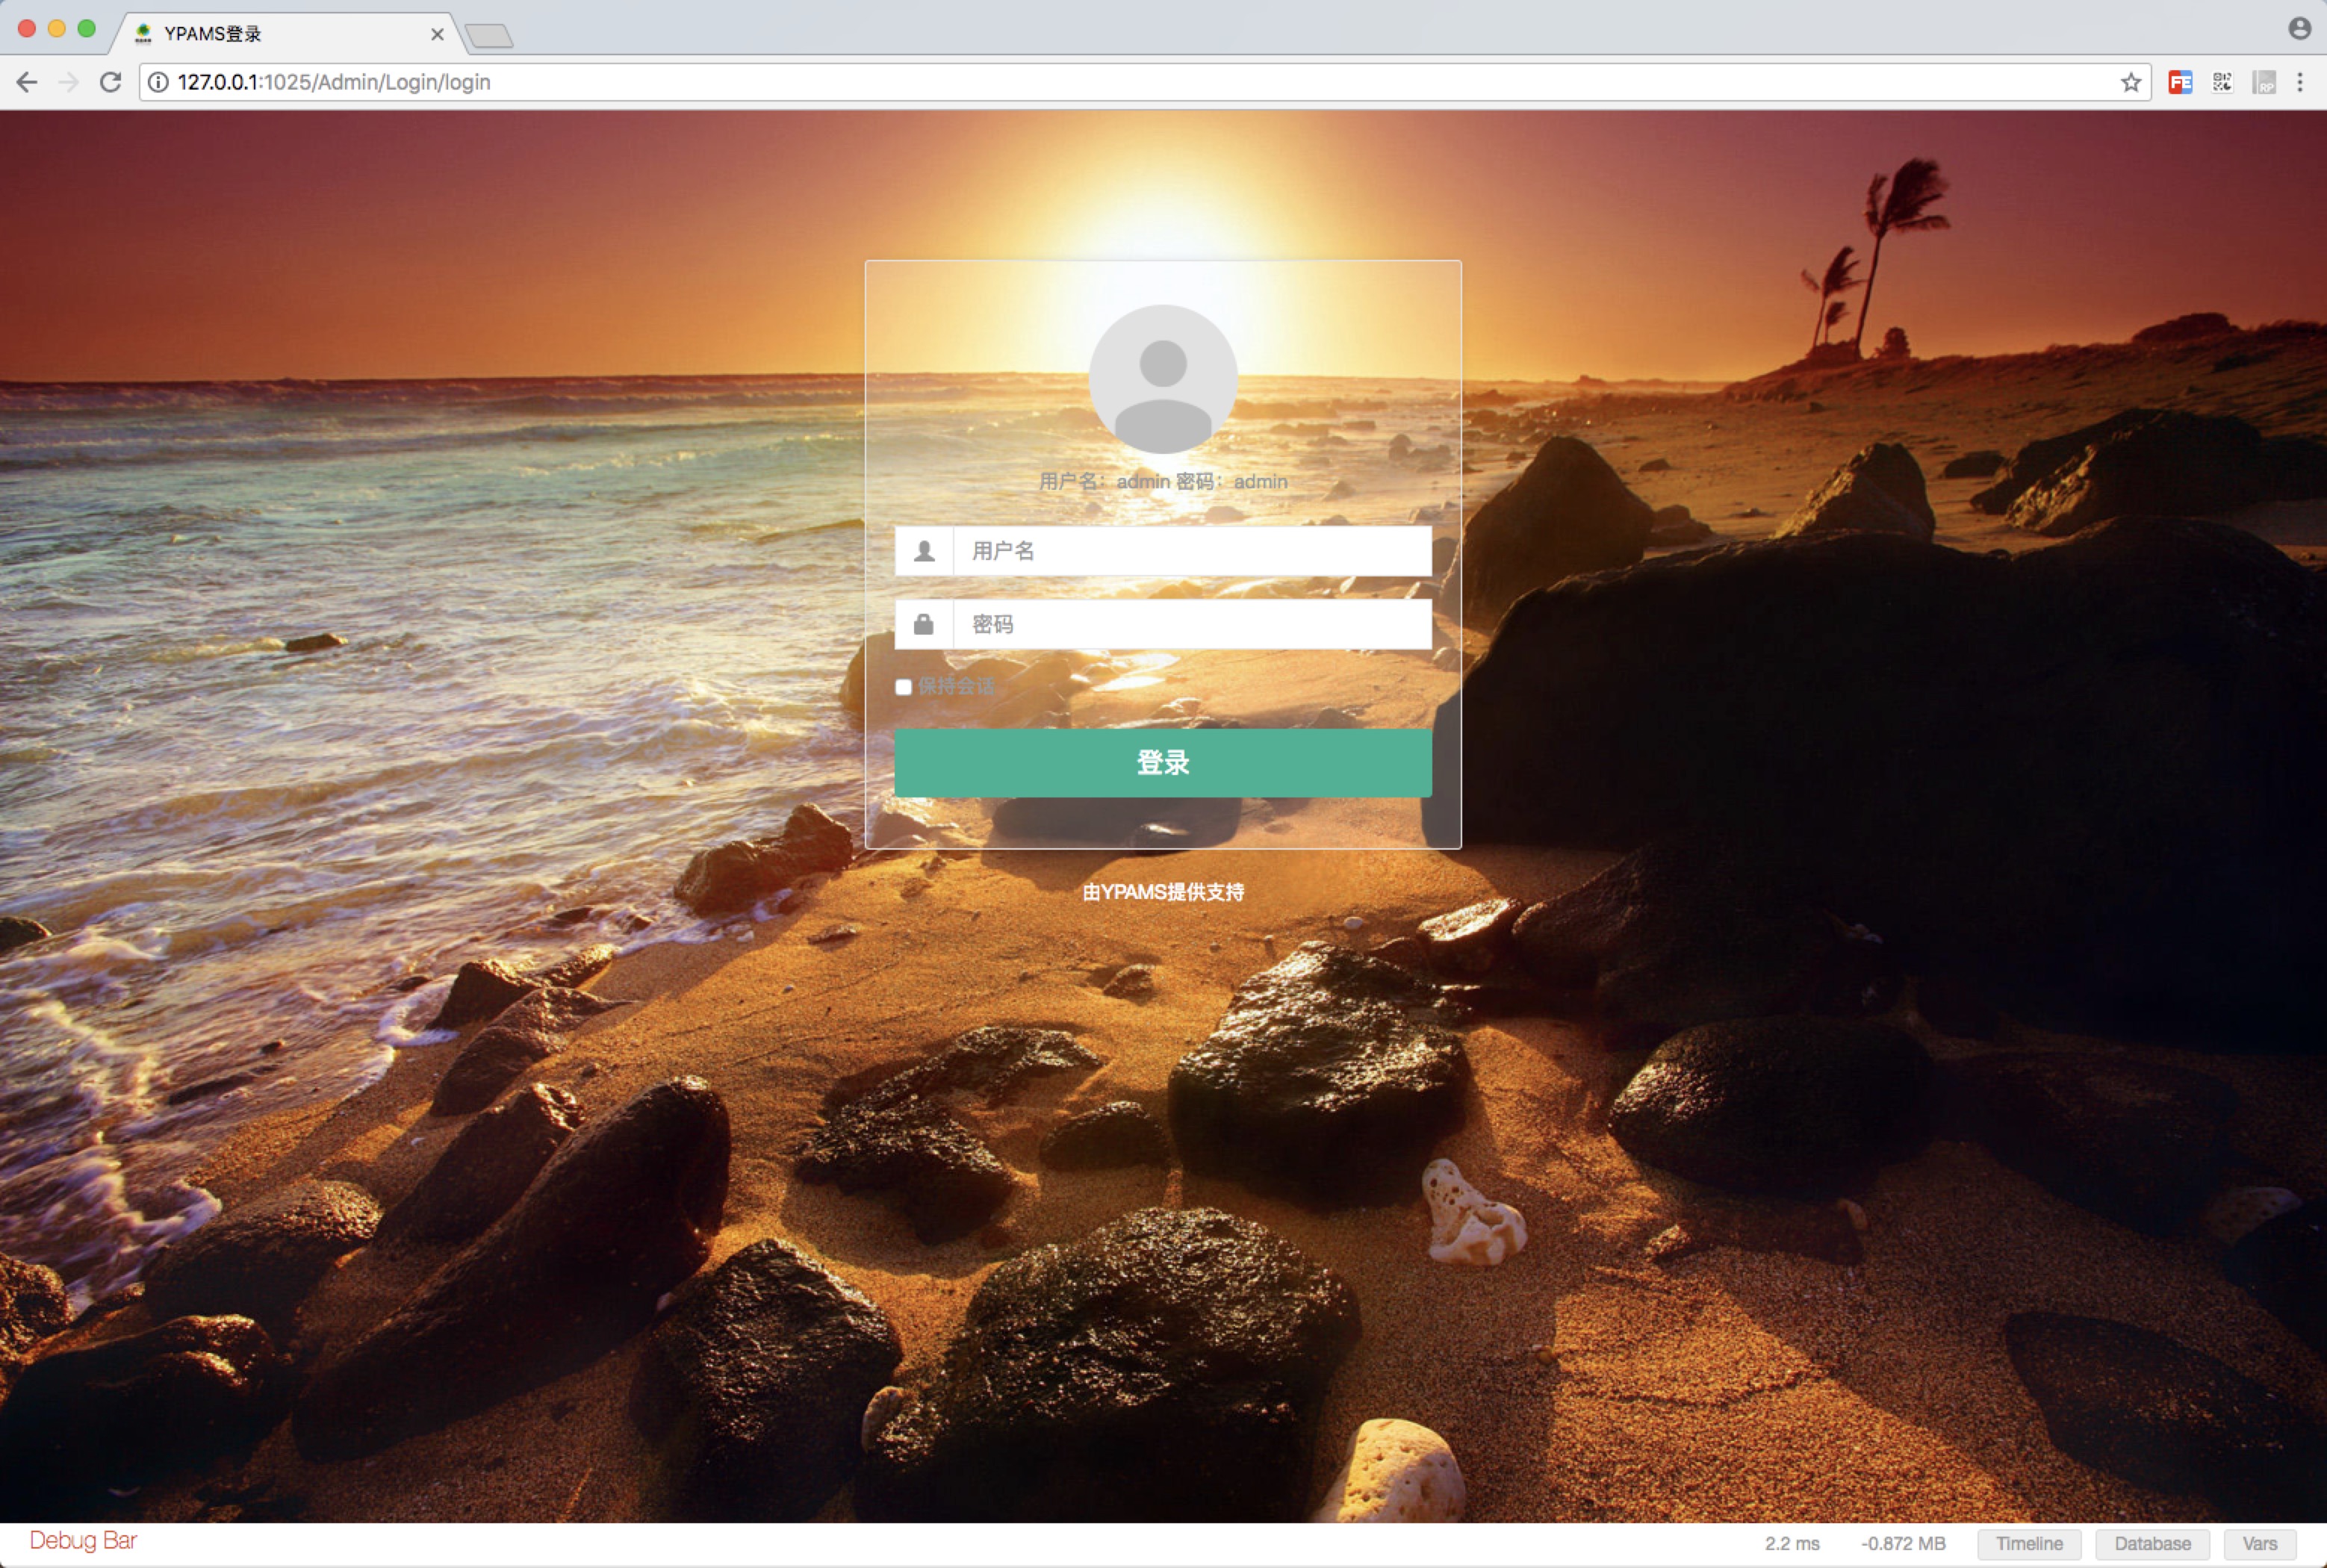 YPAMS登录
127.0.0.1:1025/Admin/Login/login
FE
RP
用户名：admin 密码：admin
用户名
密码
保持会话
登录
由YPAMS提供支持
Debug Bar
2.2 ms
-0.872 MB
Timeline
Database
Vars